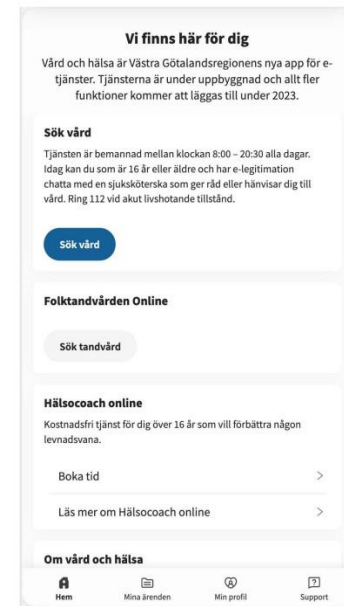 Vi finns här för dig
Vård och hälsa är Västra Götalandsregionens nya app för e-
tjänster. Tjänsterna är under uppbyggnad och allt fler
funktioner kommer att läggas till under 2023.
Sök vård
Tjänsten är bemannad mellan klockan 8:00 – 20:30 alla dagar.
Idag kan du som är 16 år eller äldre och har e-legitimation
chatta med en sjuksköterska som ger råd eller hänvisar dig till
vård. Ring 112 vid akut livshotande tillstånd.
Sök vård
Folktandvården Online
Sök tandvård
Hälsocoach online
Kostnadsfri tjänst för dig över 16 år som vill förbättra någon
levnadsvana.
Boka tid
Läs mer om Hälsocoach online
Om vård och hälsa
Hem Mina ärenden Min profil Support